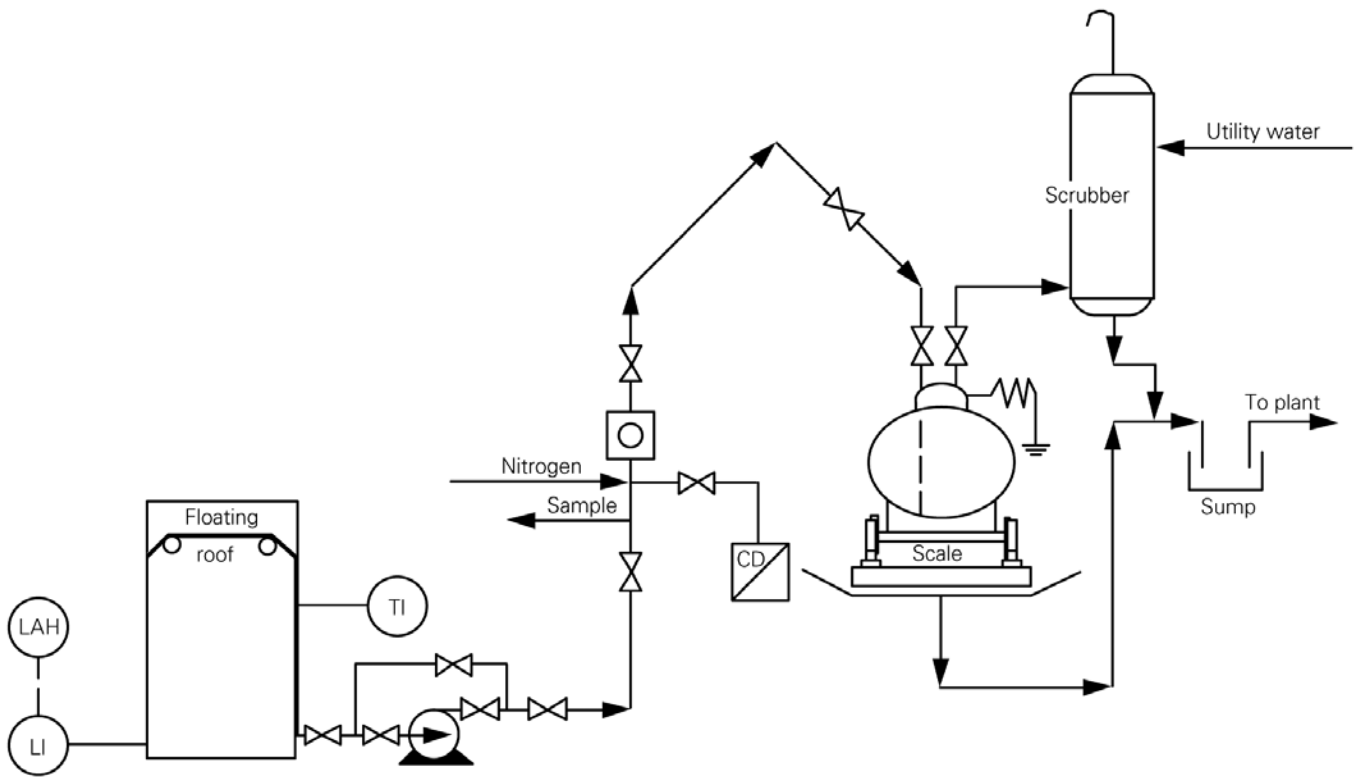 Utility water
Scrubber
To plant
Nitrogen
Sample
Sump
Floating
roof
CD
Scale
TI
LAH
LI